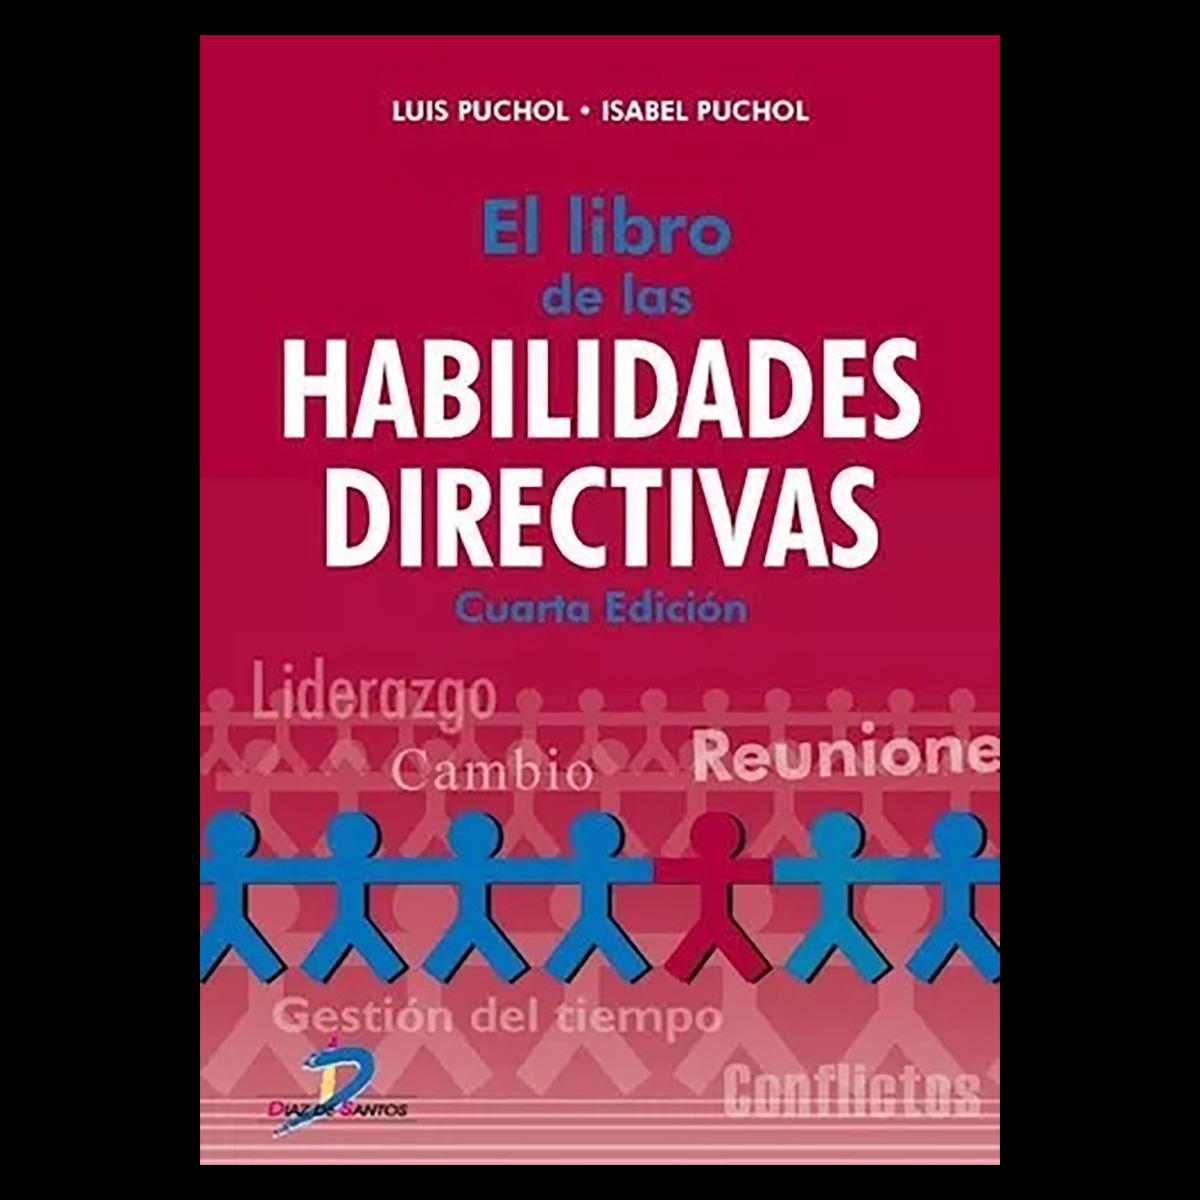 LUIS PUCHOL • ISABEL PUCHOL
El libro
de las
HABILIDADES
DIRECTIVAS
Cuarta Edición
Liderazgo
Reunione
Cambio
Gestión del tiempo
Conflictos
DIAZ DE SANTOS